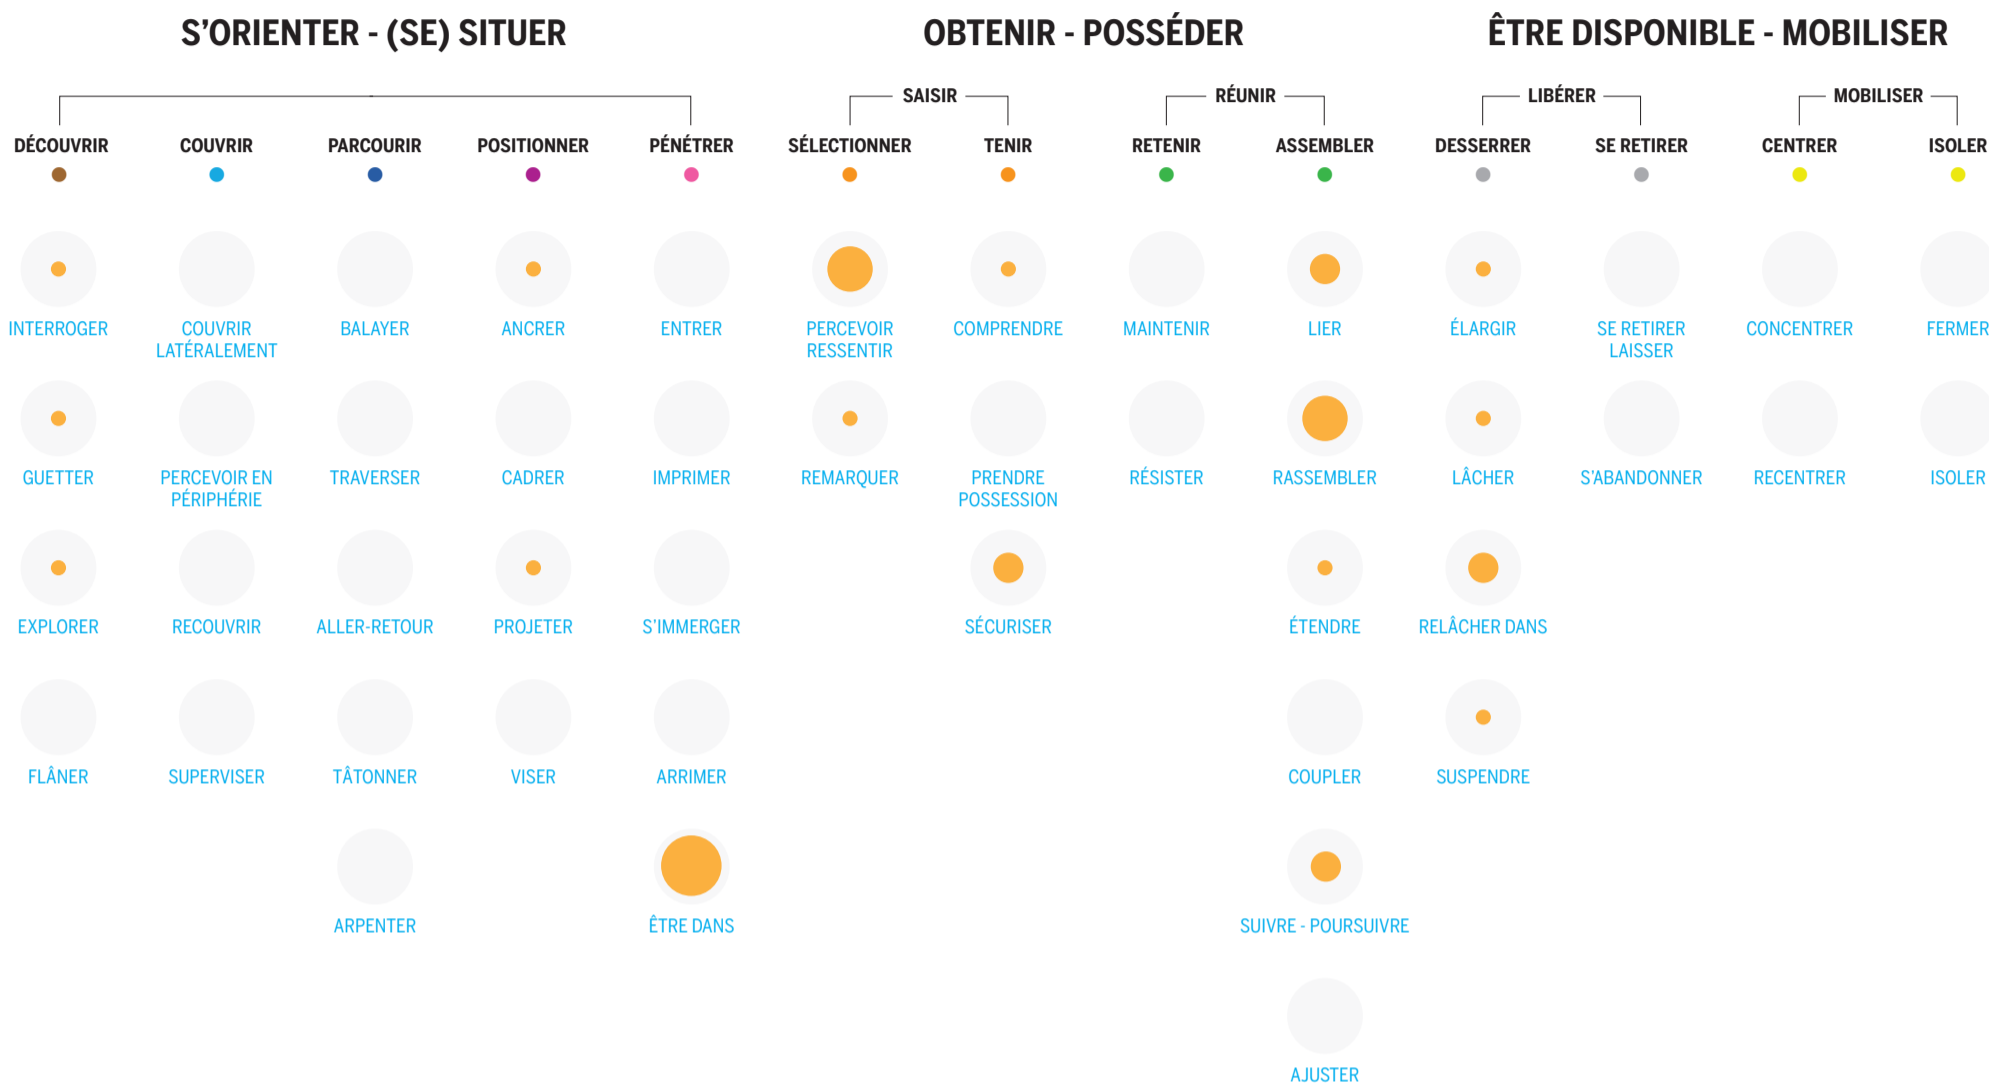 S’ORIENTER - (SE) SITUER
OBTENIR - POSSÉDER
ÊTRE DISPONIBLE - MOBILISER
SAISIR
RÉUNIR
LIBÉRER
MOBILISER
DÉCOUVRIR
COUVRIR
PARCOURIR
POSITIONNER
PÉNÉTRER
SÉLECTIONNER
TENIR
RETENIR
ASSEMBLER
DESSERRER
SE RETIRER
CENTRER
ISOLER
INTERROGER
COUVRIR
LATÉRALEMENT
BALAYER
ANCRER
ENTRER
PERCEVOIR
RESSENTIR
COMPRENDRE
MAINTENIR
LIER
ÉLARGIR
SE RETIRER
LAISSER
CONCENTRER
FERMER
GUETTER
PERCEVOIR EN
PÉRIPHÉRIE
TRAVERSER
CADRER
IMPRIMER
REMARQUER
PRENDRE
POSSESSION
RÉSISTER
RASSEMBLER
LÂCHER
S’ABANDONNER
RECENTRER
ISOLER
EXPLORER
RECOUVRIR
ALLER-RETOUR
PROJETER
S’IMMERGER
SÉCURISER
ÉTENDRE
RELÂCHER DANS
FLÂNER
SUPERVISER
TÂTONNER
VISER
ARRIMER
COUPLER
SUSPENDRE
ARPENTER
ÊTRE DANS
SUIVRE - POURSUIVRE
AJUSTER